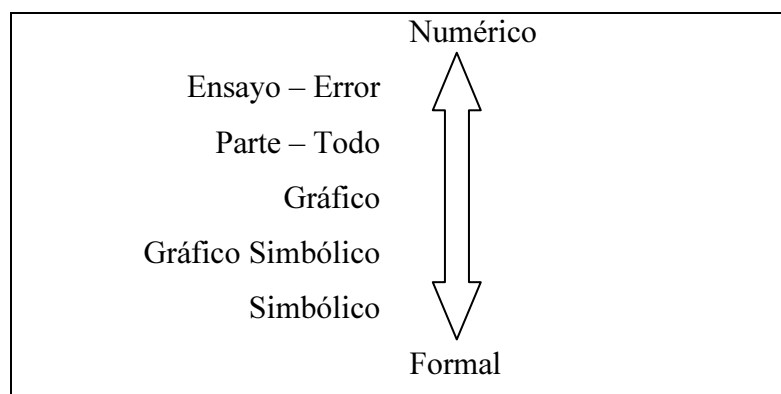 Numérico
Ensayo – Error
Parte – Todo
Gráfico
Gráfico Simbólico
Simbólico
Formal